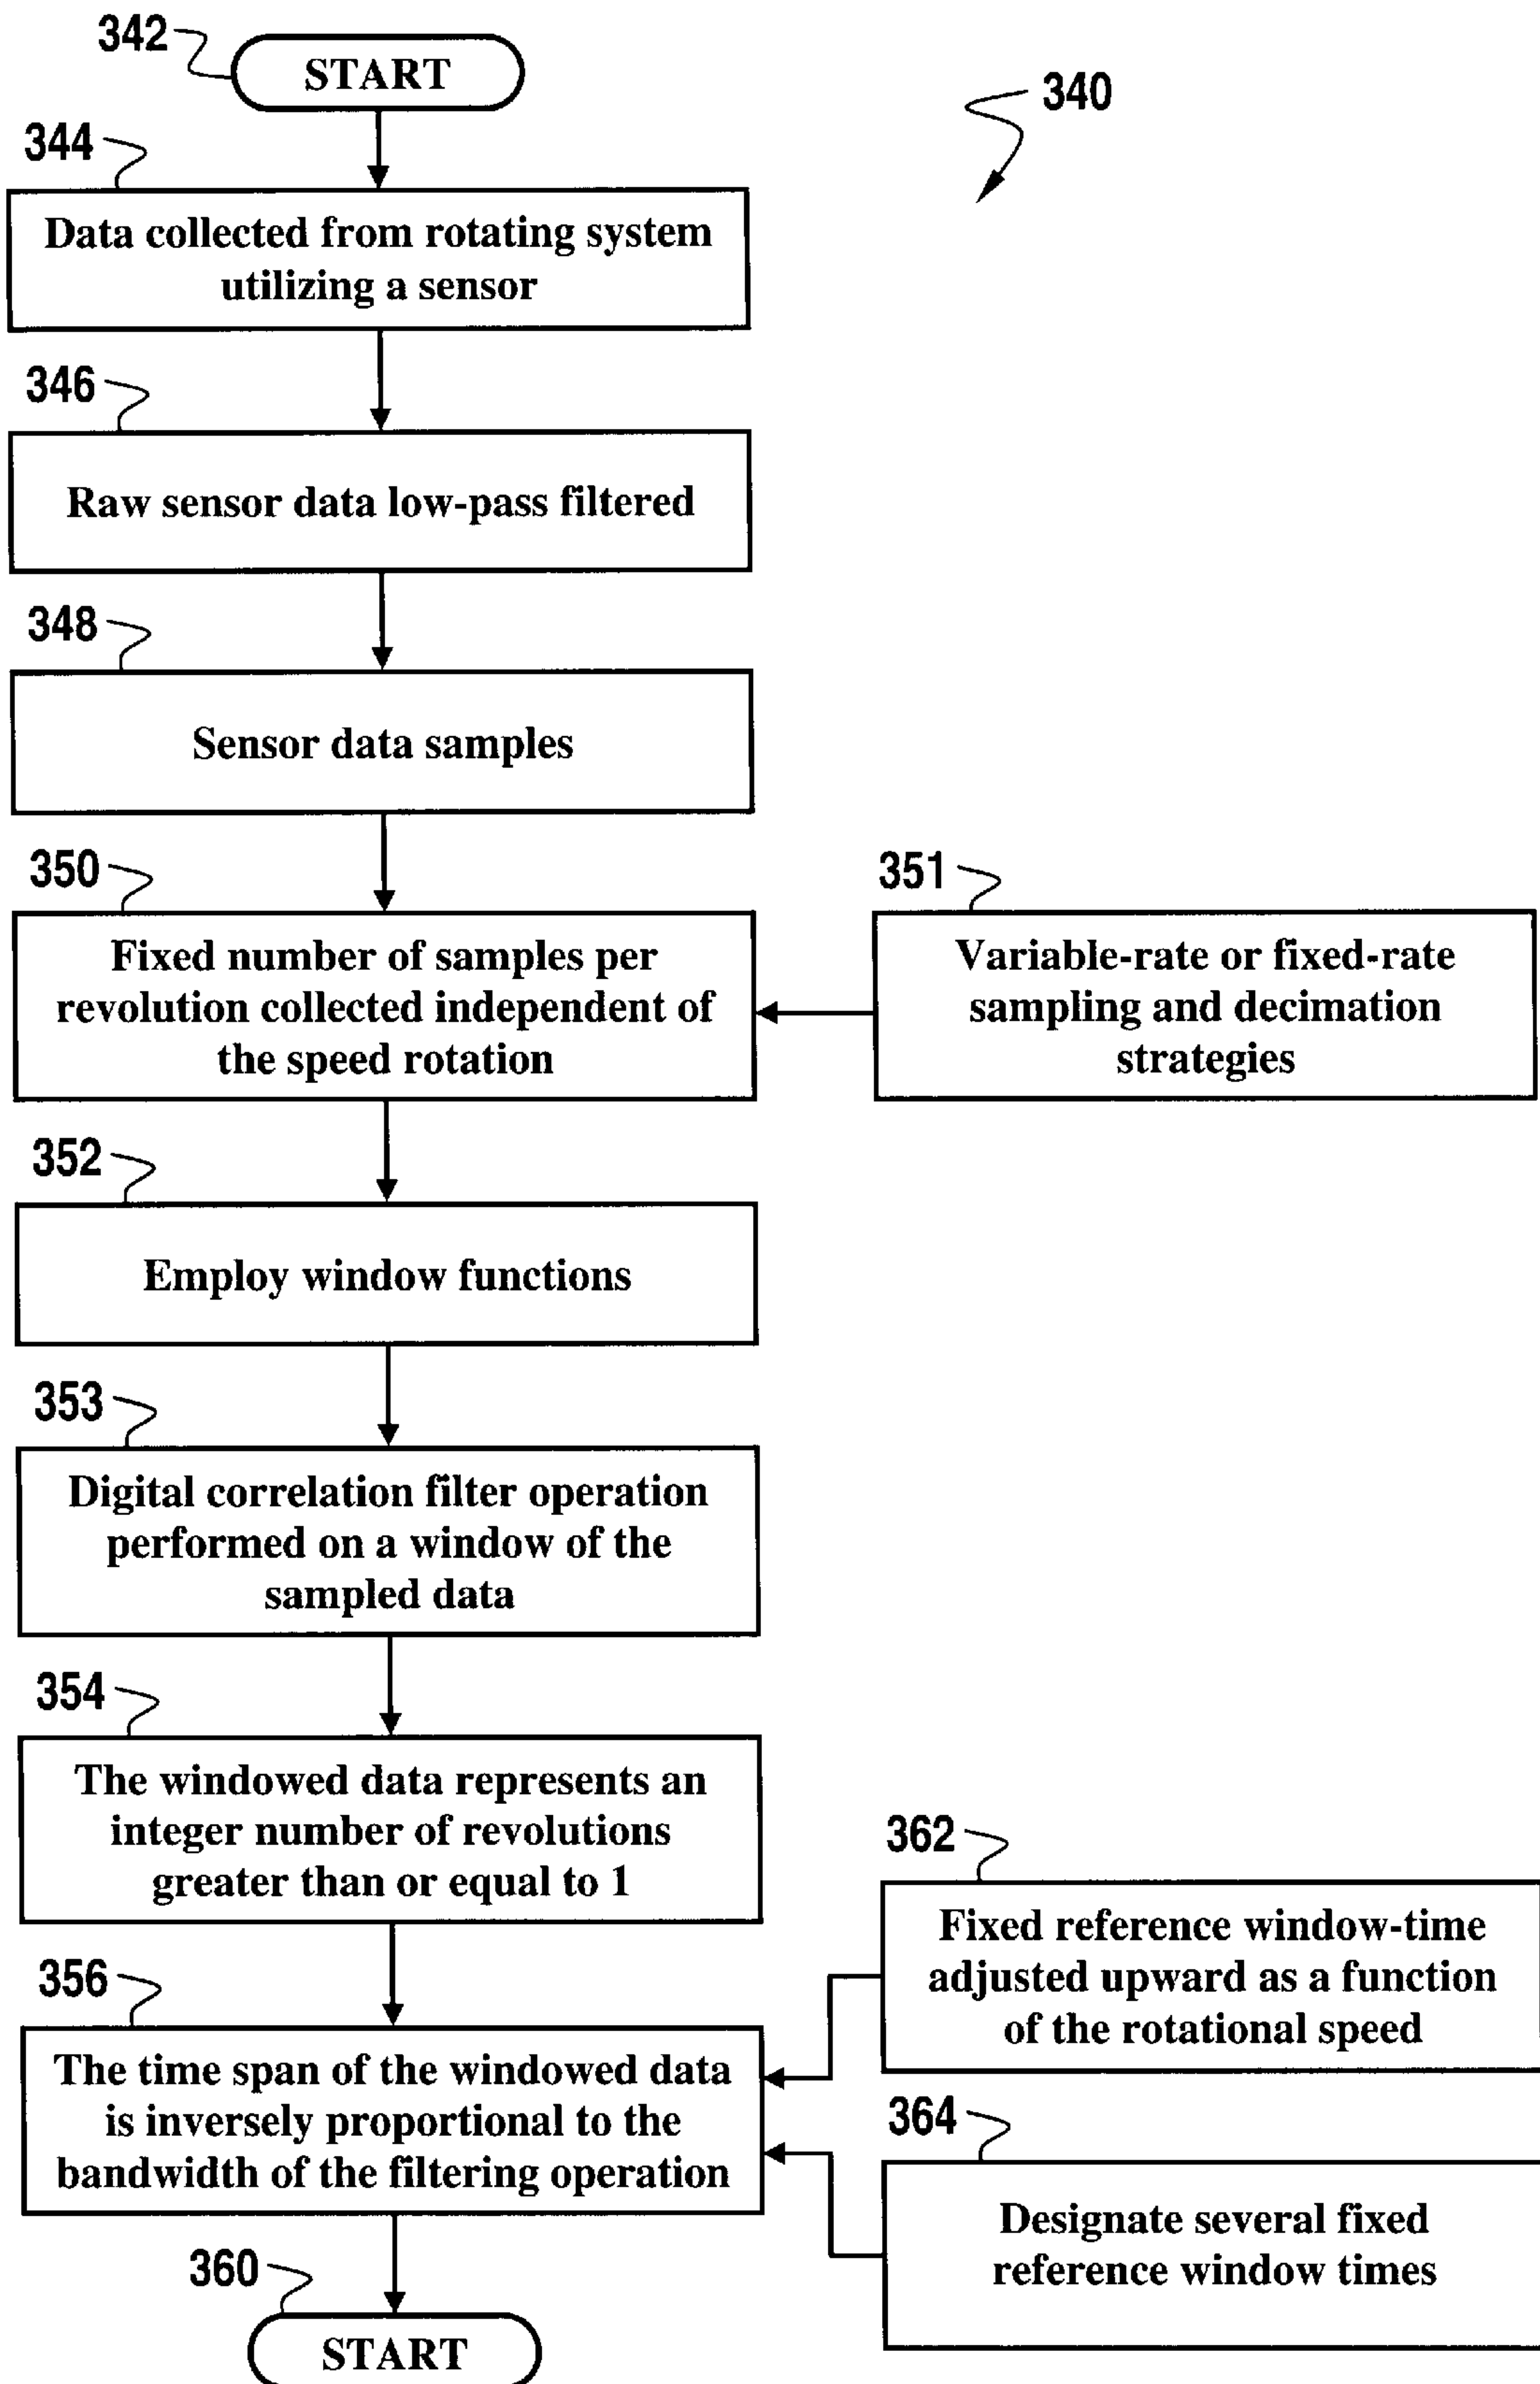 342
START
340
344
Data collected from rotating system
utilizing a sensor
346
Raw sensor data low-pass filtered
348
Sensor data samples
350
Fixed number of samples per
revolution collected independent of
the speed rotation
351
Variable-rate or fixed-rate
sampling and decimation
strategies
352
Employ window functions
353
Digital correlation filter operation
performed on a window of the
sampled data
354
The windowed data represents an
integer number of revolutions
greater than or equal to 1
362
Fixed reference window-time
adjusted upward as a function
of the rotational speed
356
The time span of the windowed data
is inversely proportional to the
bandwidth of the filtering operation
364
Designate several fixed
reference window times
360
START